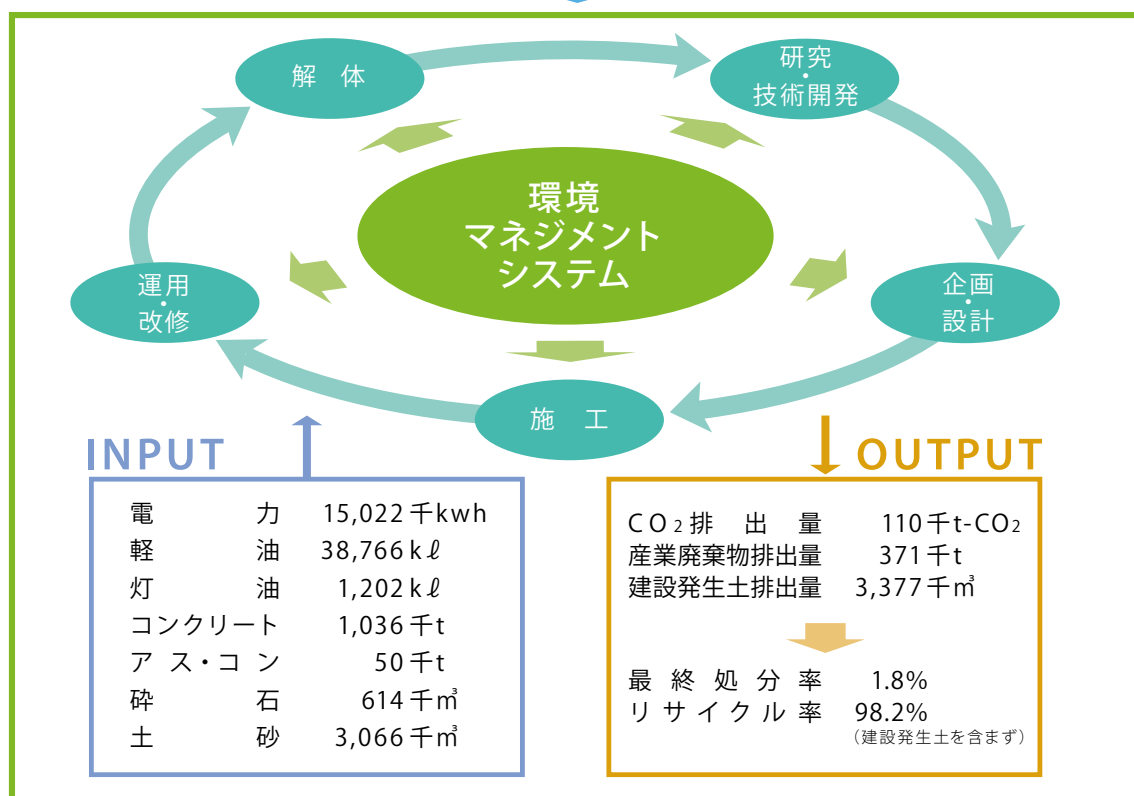 解 体
研究
・
技術開発
環境
マネジメント
システム
運用
・
改修
企画
・
設計
施 工
INPUT
電 力 15,022千kwh
軽 油 38,766kℓ
灯 油 1,202kℓ
コンクリート 1,036千t
アス・コン 50千t
砕 石 614千㎥
土 砂 3,066千㎥
OUTPUT
CO₂排出量 110千t-CO₂
産業廃棄物排出量 371千t
建設発生土排出量 3,377千㎥
最終処分率 1.8%
リサイクル率 98.2%
（建設発生土を含まず）